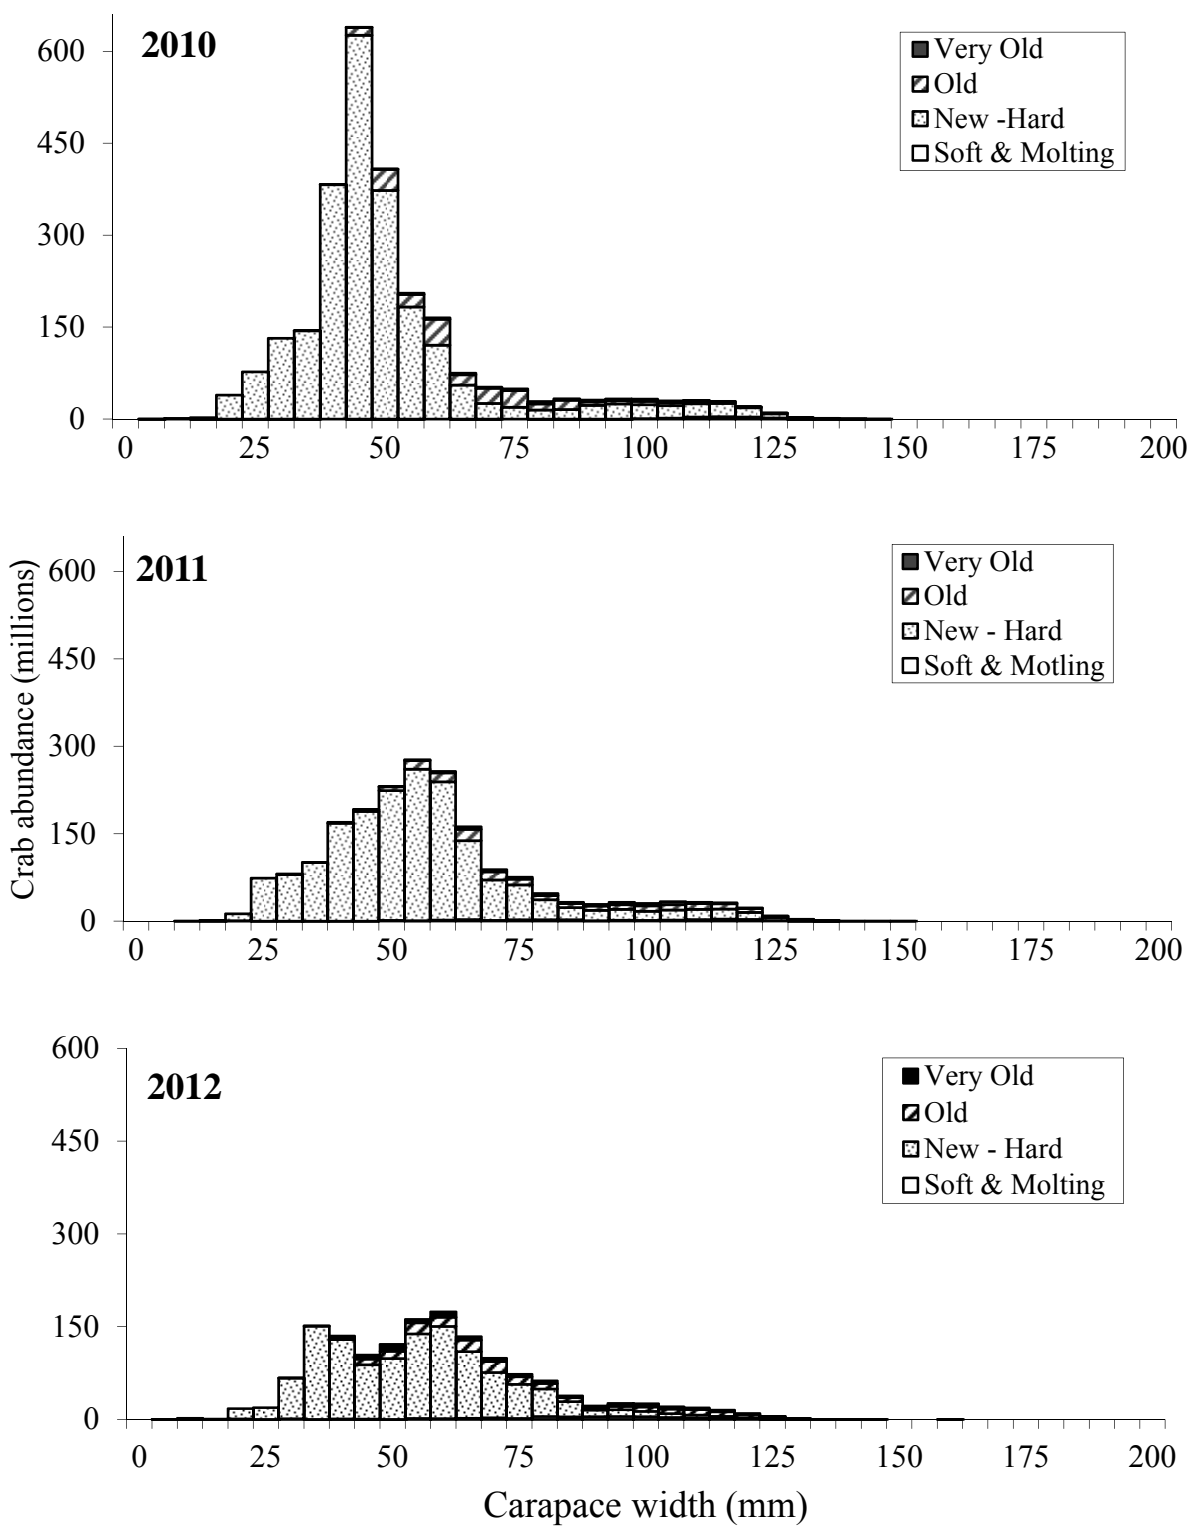 2010
Very Old
Old
New -Hard
Soft & Molting
600
450
300
150
0
0 25 50 75 100 125 150 175 200
2011
Very Old
Old
New - Hard
Soft & Motling
600
450
300
150
0
0 25 50 75 100 125 150 175 200
Crab abundance (millions)
2012
Very Old
Old
New - Hard
Soft & Molting
600
450
300
150
0
0 25 50 75 100 125 150 175 200
Carapace width (mm)